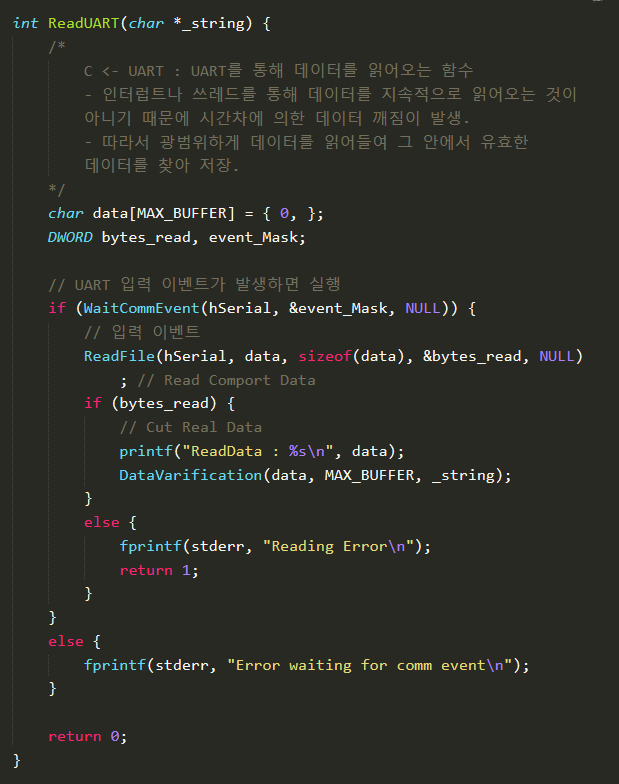 int ReadUART(char *_string) {
    /*
        C <- UART : UART를 통해 데이터를 읽어오는 함수
        - 인터럽트나 쓰레드를 통해 데이터를 지속적으로 읽어오는 것이
        아니기 때문에 시간차에 의한 데이터 깨짐이 발생.
        - 따라서 광범위하게 데이터를 읽어들여 그 안에서 유효한
        데이터를 찾아 저장.
    */
    char data[MAX_BUFFER] = { 0, };
    DWORD bytes_read, event_Mask;

    // UART 입력 이벤트가 발생하면 실행
    if (WaitCommEvent(hSerial, &event_Mask, NULL)) {
        // 입력 이벤트
        ReadFile(hSerial, data, sizeof(data), &bytes_read, NULL)
            ; // Read Comport Data
        if (bytes_read) {
            // Cut Real Data
            printf("ReadData : %s\n", data);
            DataVarification(data, MAX_BUFFER, _string);
        }
        else {
            fprintf(stderr, "Reading Error\n");
            return 1;
        }
    }
    else {
        fprintf(stderr, "Error waiting for comm event\n");
    }

    return 0;
}